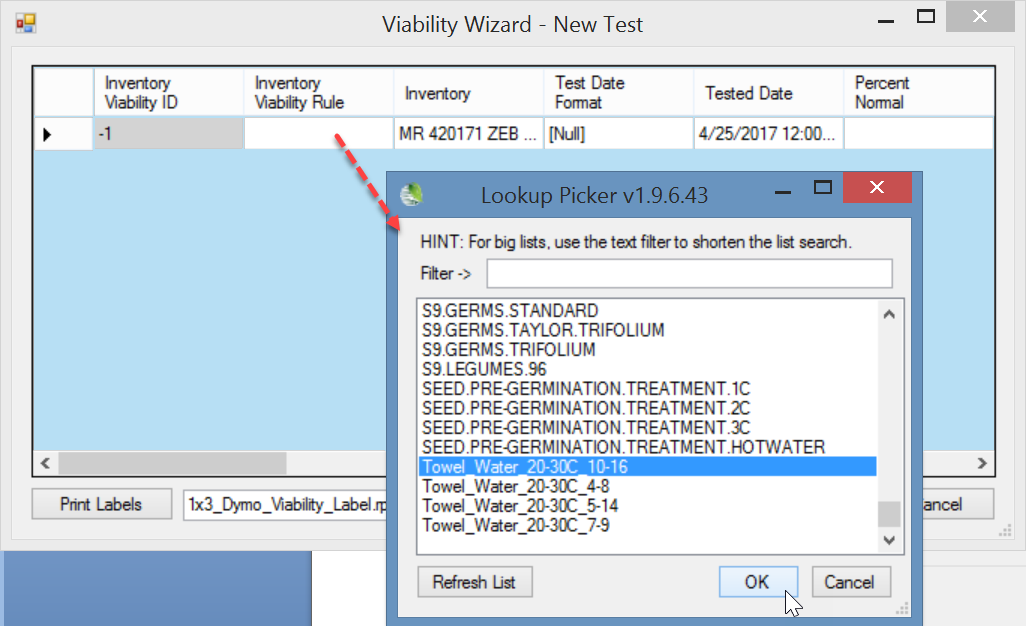 Viability Wizard - New Test
Inventory Viability ID
Inventory Viability Rule
Inventory
Test Date Format
Tested Date
Percent Normal
-1
MR 420171 ZEB ...
[Null]
4/25/2017 12:00...
Lookup Picker v1.9.6.43
HINT: For big lists, use the text filter to shorten the list search.
Filter ->
S9.GERMS.STANDARD
S9.GERMS.TAYLOR.TRIFOLIUM
S9.GERMS.TRIFOLIUM
S9.LEGUMES.96
SEED.PRE-GERMINATION.TREATMENT.1C
SEED.PRE-GERMINATION.TREATMENT.2C
SEED.PRE-GERMINATION.TREATMENT.3C
SEED.PRE-GERMINATION.TREATMENT.HOTWATER
Towel_Water_20-30C_10-16
Towel_Water_20-30C_4-8
Towel_Water_20-30C_5-14
Towel_Water_20-30C_7-9
Print Labels
1x3_Dymo_Viability_Label.rp
ancel
Refresh List
OK
Cancel